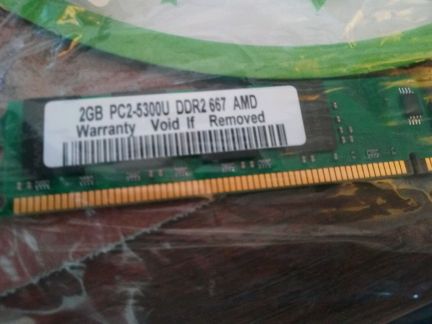 2GB PC2-5300U DDR2 667 AMD
Warranty Void If Removed